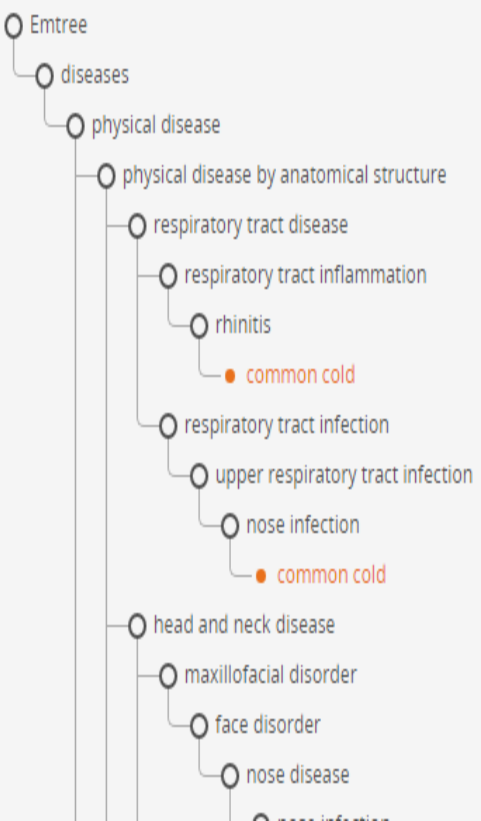 Emtree
diseases
physical disease
physical disease by anatomical structure
respiratory tract disease
respiratory tract inflammation
rhinitis
common cold
respiratory tract infection
upper respiratory tract infection
nose infection
common cold
head and neck disease
maxillofacial disorder
face disorder
nose disease
nose infection